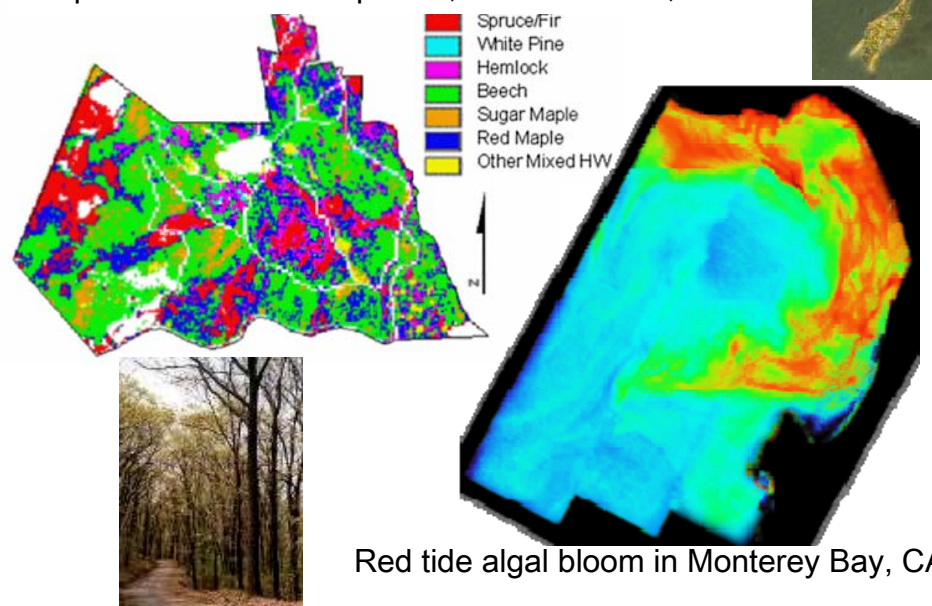 Spruce/Fir
White Pine
Hemlock
Beech
Sugar Maple
Red Maple
Other Mixed HW
N
Red tide algal bloom in Monterey Bay, CA